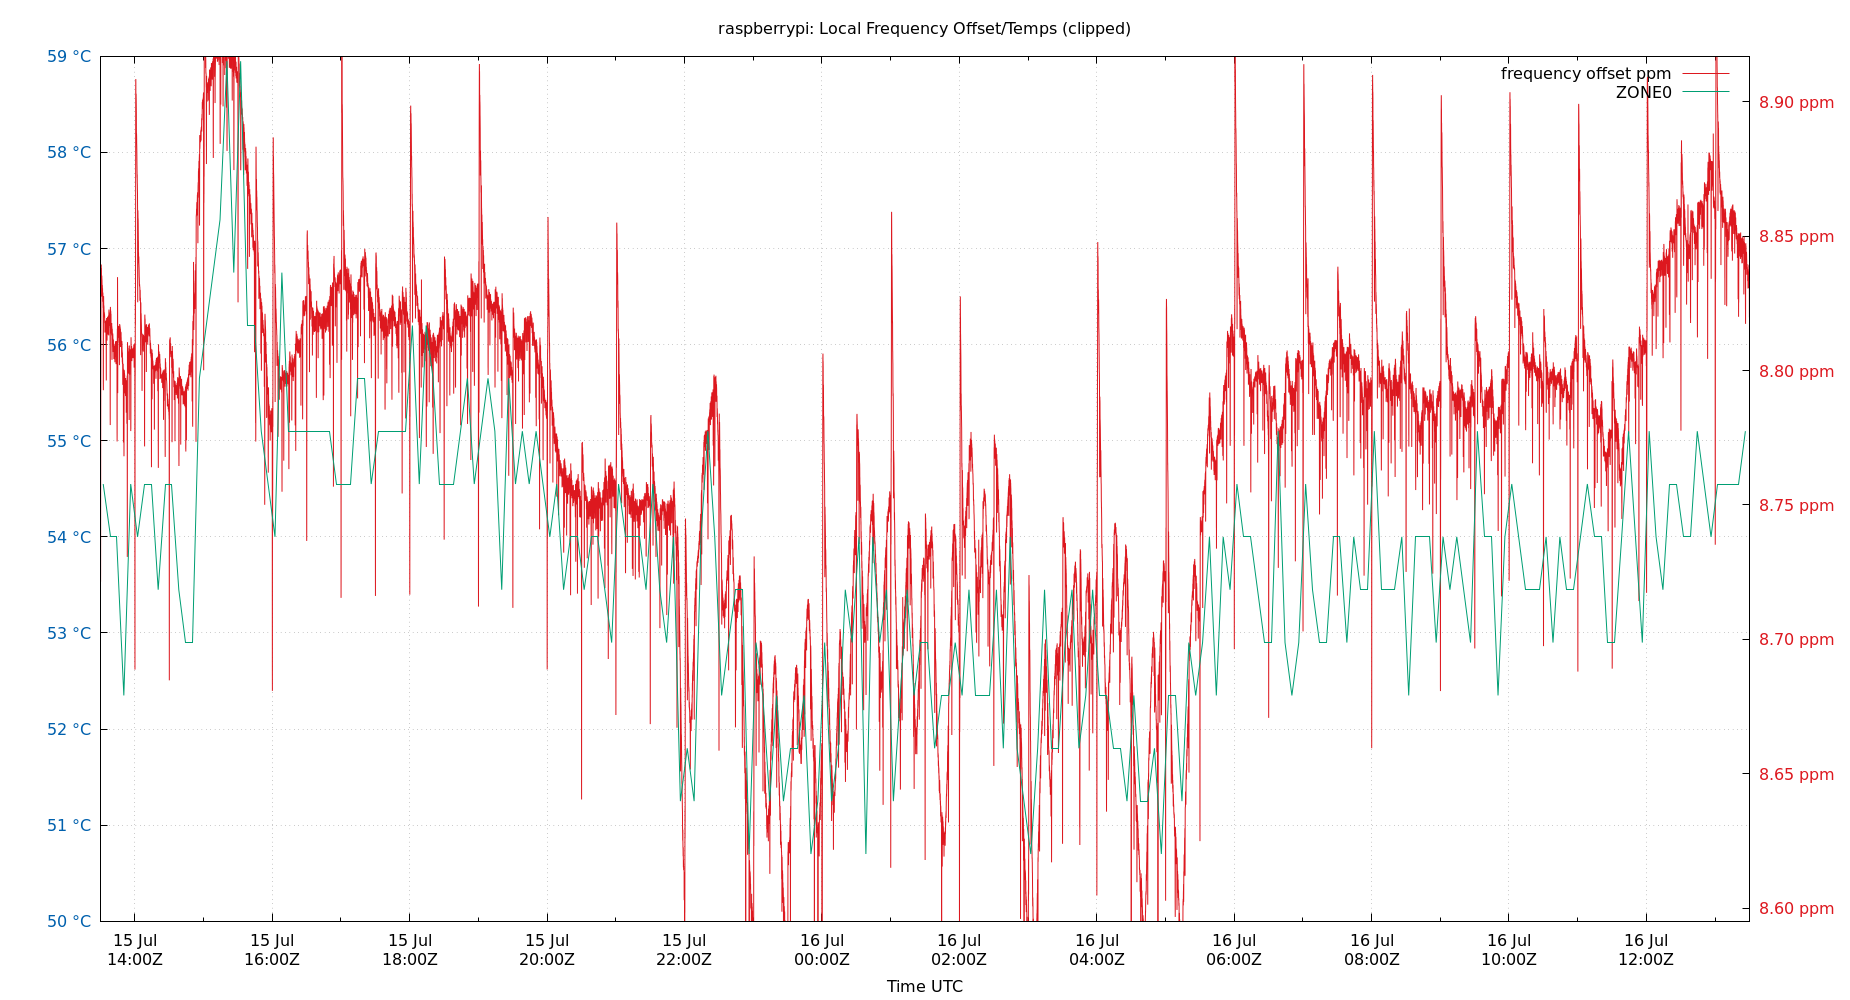 raspberrypi: Local Frequency Offset/Temps (clipped)
frequency offset ppm
ZONE0
59 °C
58 °C
57 °C
56 °C
55 °C
54 °C
53 °C
52 °C
51 °C
50 °C
8.90 ppm
8.85 ppm
8.80 ppm
8.75 ppm
8.70 ppm
8.65 ppm
8.60 ppm
15 Jul
14:00Z
15 Jul
16:00Z
15 Jul
18:00Z
15 Jul
20:00Z
15 Jul
22:00Z
16 Jul
00:00Z
16 Jul
02:00Z
16 Jul
04:00Z
16 Jul
06:00Z
16 Jul
08:00Z
16 Jul
10:00Z
16 Jul
12:00Z
Time UTC